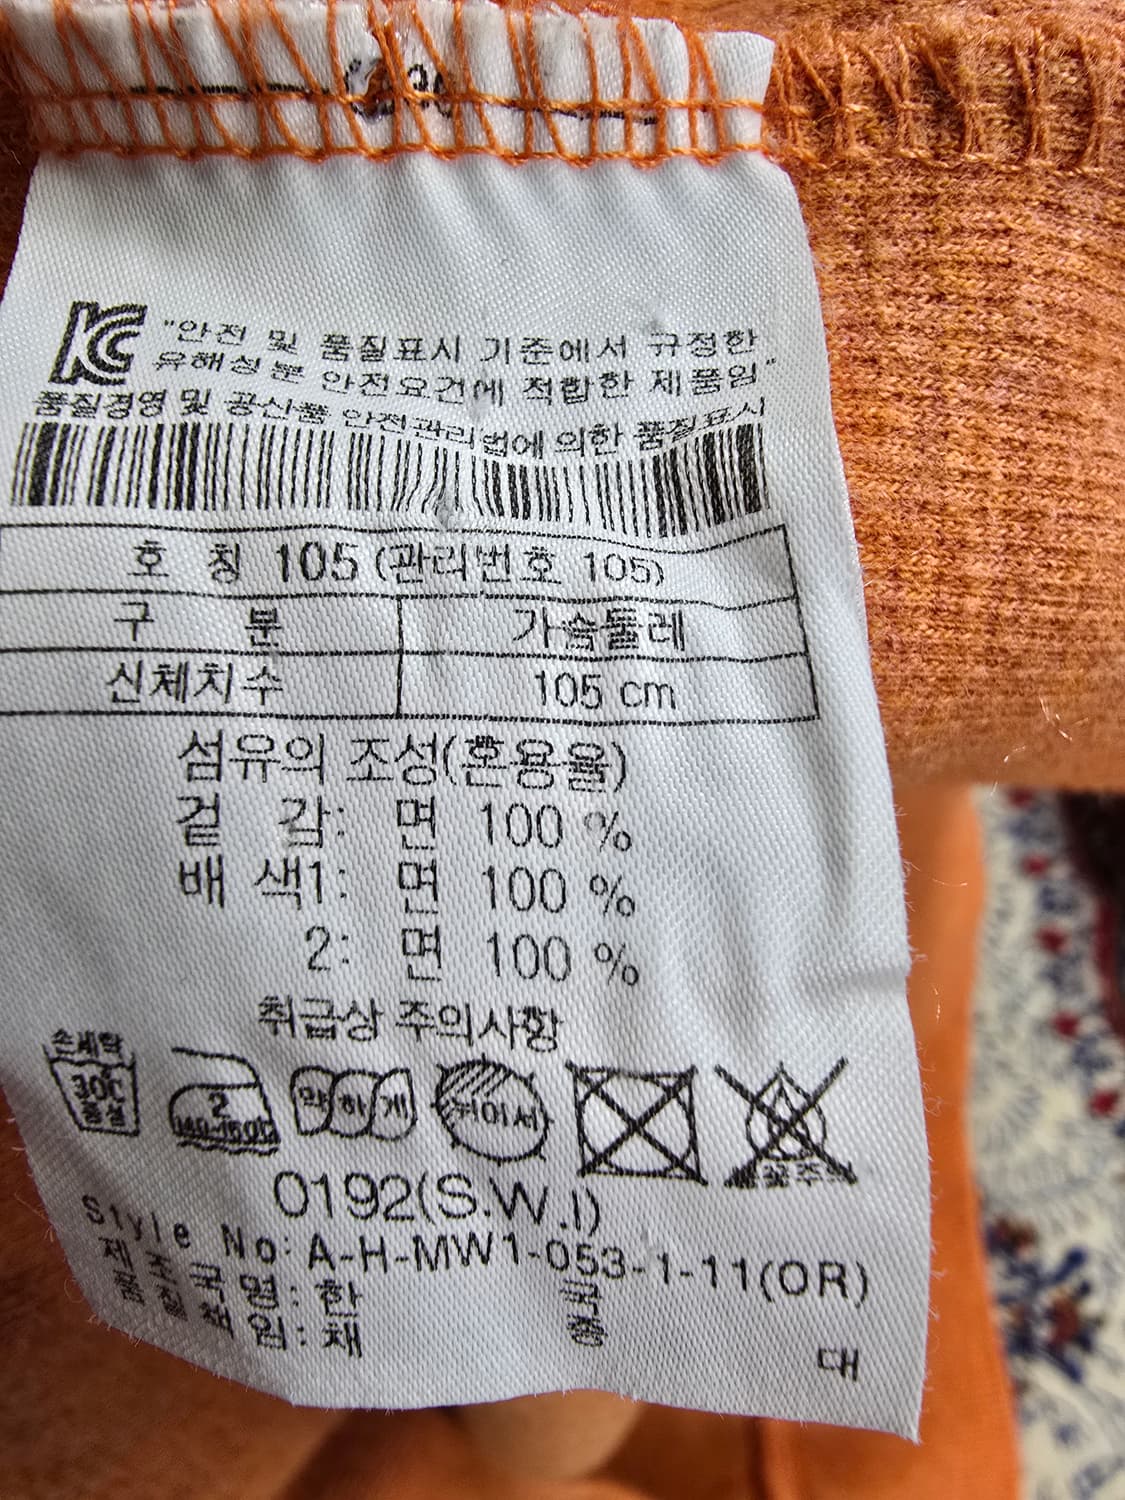 KC "안전 및 품질표시 기준에서 규정한
유해성분 안전요건에 적합한 제품임"
품질경영 및 공산품 안전관리법에 의한 품질표시
호 칭 105 (관리번호 105)
구 분 가슴둘레
신체치수 105 cm
섬유의 조성(혼용율)
겉 감: 면 100 %
배 색1: 면 100 %
2: 면 100 %
취급상 주의사항
손세탁 30℃ 중성
2 140-150℃
약하게
뉘어서
0192(S.W.I)
Style No: A-H-MW1-053-1-11(OR)
제 조 국 명 : 한 국
품 질 책 임 : 채 종 대